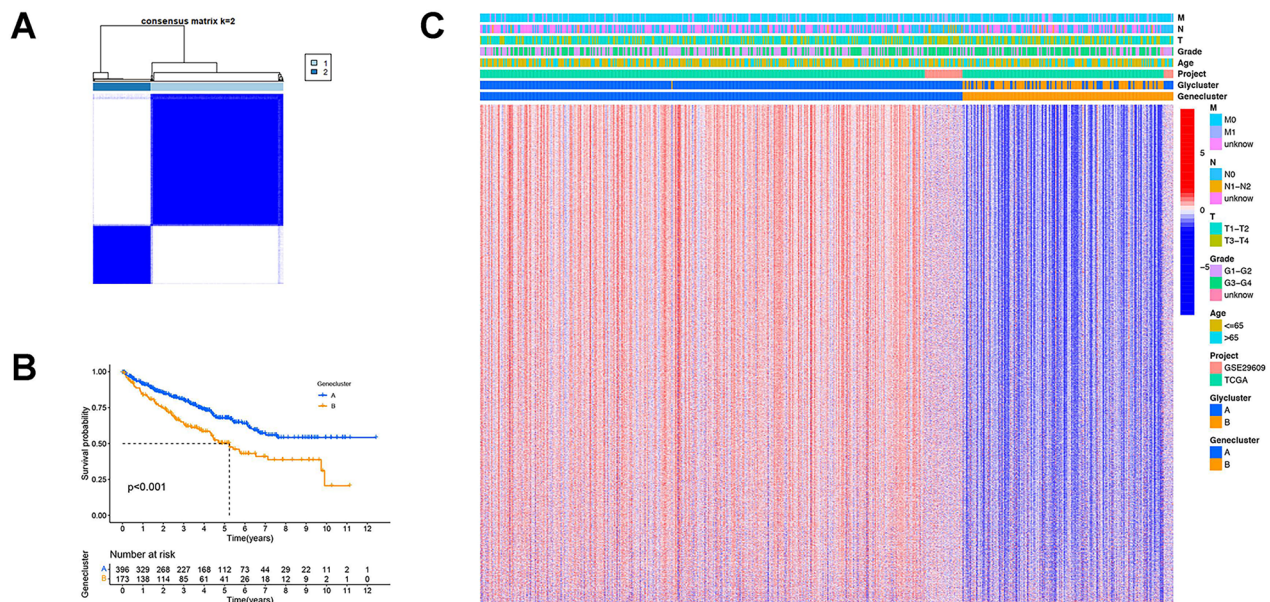 A
consensus matrix k=2
1
2
B
Survival probability
1.00
0.75
0.50
0.25
0.00
Genecluster
A
B
p<0.001
0 1 2 3 4 5 6 7 8 9 10 11 12
Time(years)
Number at risk
Genecluster
A 396 329 268 227 168 112 73 44 29 22 11 2 1
B 173 138 114 85 61 41 26 18 12 9 2 1 0
0 1 2 3 4 5 6 7 8 9 10 11 12
Time(years)
C
M
N
T
Grade
Age
Project
Glycluster
Genecluster
5
0
−5
M
M0
M1
unknow
N
N0
N1−N2
unknow
T
T1−T2
T3−T4
Grade
G1−G2
G3−G4
unknow
Age
<=65
>65
Project
GSE29609
TCGA
Glycluster
A
B
Genecluster
A
B